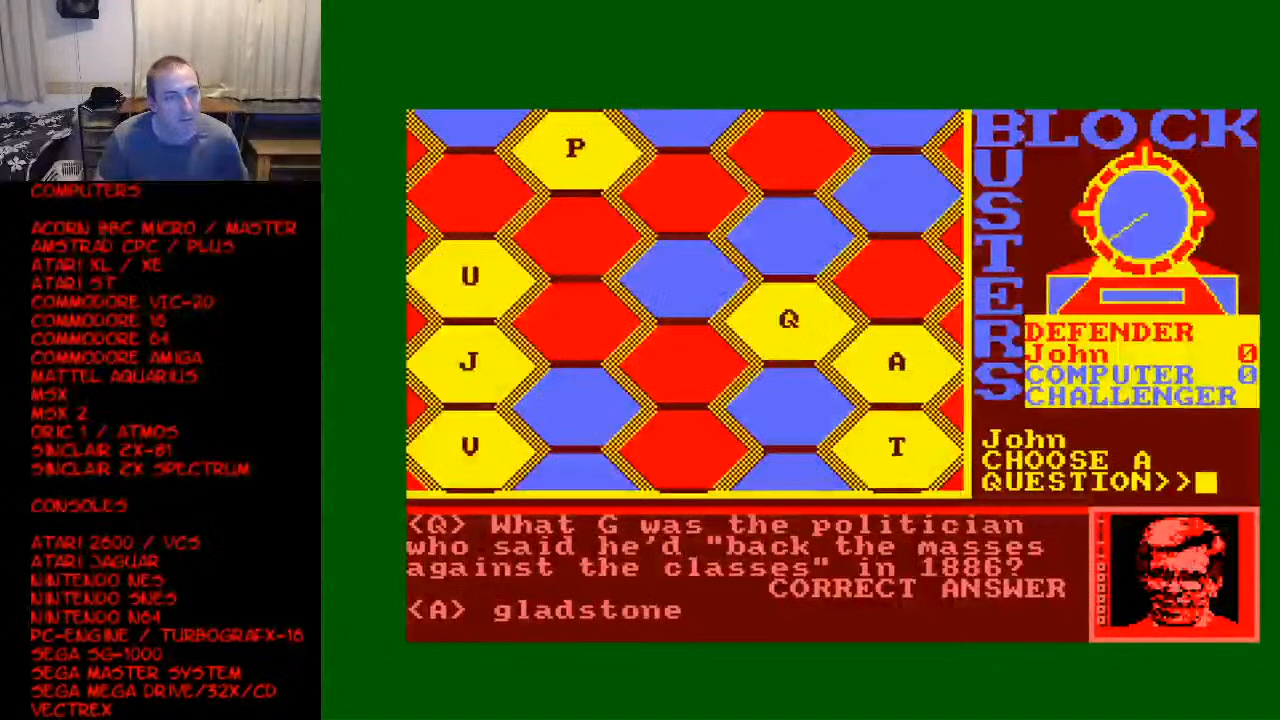 COMPUTERS
ACORN BBC MICRO / MASTER
AMSTRAD CPC / PLUS
ATARI XL / XE
ATARI ST
COMMODORE VIC-20
COMMODORE 16
COMMODORE 64
COMMODORE AMIGA
MATTEL AQUARIUS
MSX
MSX 2
ORIC 1 / ATMOS
SINCLAIR ZX-81
SINCLAIR ZX SPECTRUM
CONSOLES
ATARI 2600 / VCS
ATARI JAGUAR
NINTENDO NES
NINTENDO SNES
NINTENDO N64
PC-ENGINE / TURBOGRAFX-16
SEGA SG-1000
SEGA MASTER SYSTEM
SEGA MEGA DRIVE/32X/CD
VECTREX
P
U
Q
J
A
V
T
BLOCK
BUSTERS
DEFENDER
John 0
COMPUTER 0
CHALLENGER
John
CHOOSE A
QUESTION>>
<Q> What G was the politician
who said he'd "back the masses
against the classes" in 1886?
CORRECT ANSWER
<A> gladstone